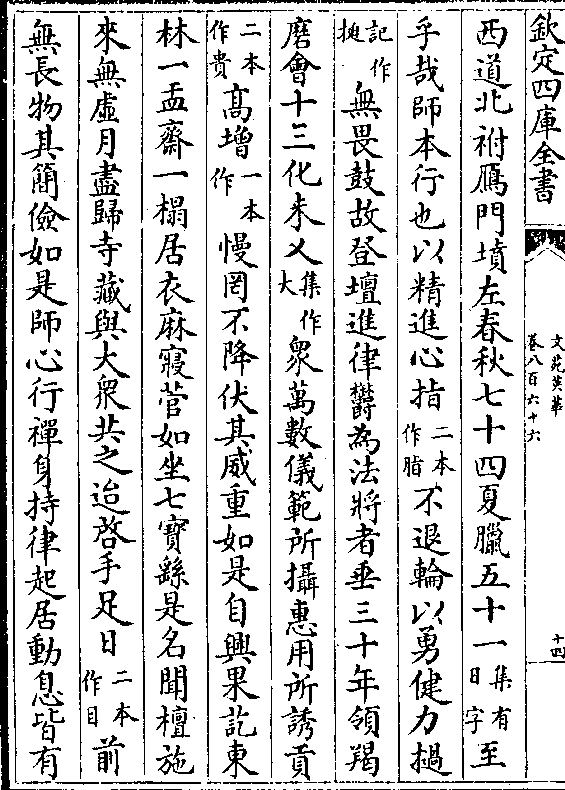 欽定四庫全書
文苑英華
卷八百六十六
十四
西道北祔鴈門墳左春秋七十四夏臘五十一集有日字至
乎哉師本行也以精進心指二本作脂不退輪以勇健力撾
記作搥無畏鼓故登壇進律鬱為法將者垂三十年領羯
磨會十三化未乂集作大衆萬數儀範所攝惠用所誘貢
二本作貴高增一本作慢罔不降伏其威重如是自興果訖東
林一盂齋一榻居衣麻寢菅如坐七寶繇是名聞檀施
來無虚月盡歸寺藏與大衆共之迨啓手足日二本作目前
無長物其簡儉如是師心行禪身持律起居動息皆有